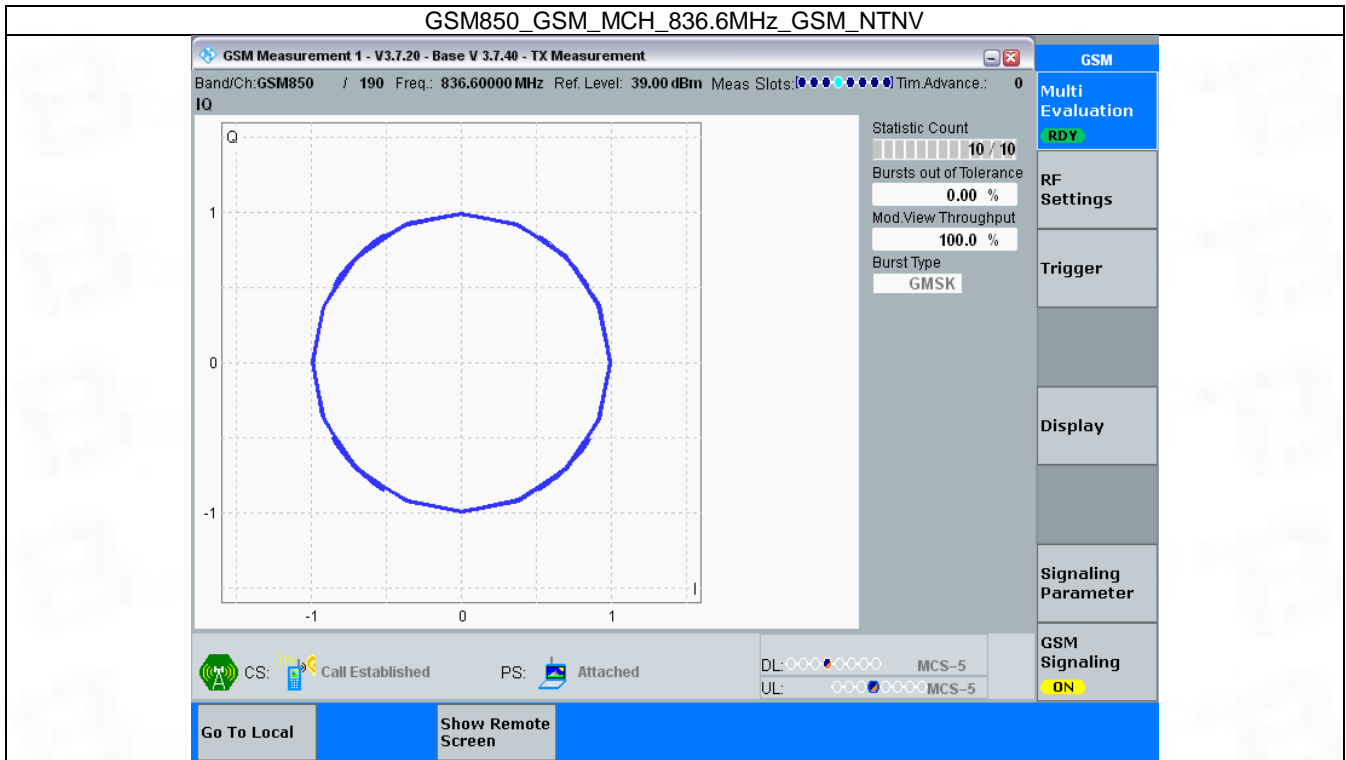 GSM850_GSM_MCH_836.6MHz_GSM_NTNV
GSM Measurement 1 - V3.7.20 - Base V 3.7.40 - TX Measurement
GSM
Band/Ch:GSM850 / 190 Freq.: 836.60000 MHz Ref. Level: 39.00 dBm Meas Slots: Tim.Advance.: 0
IQ
Multi
Evaluation
RDY
Q
1
0
-1
-1 0 1
I
Statistic Count
10 / 10
Bursts out of Tolerance
0.00 %
Mod.View Throughput
100.0 %
Burst Type
GMSK
RF
Settings
Trigger
Display
Signaling
Parameter
GSM
Signaling
ON
CS: Call Established PS: Attached
DL: MCS-5
UL: MCS-5
Go To Local
Show Remote
Screen